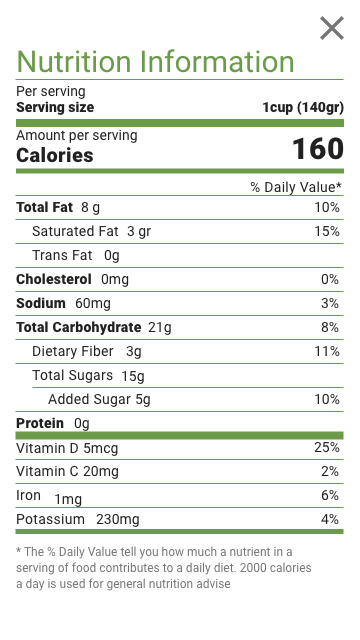 Nutrition Information
Per serving
Serving size 1cup (140gr)
Amount per serving
Calories 160
% Daily Value*
Total Fat 8 g 10%
Saturated Fat 3 gr 15%
Trans Fat 0g
Cholesterol 0mg 0%
Sodium 60mg 3%
Total Carbohydrate 21g 8%
Dietary Fiber 3g 11%
Total Sugars 15g
Added Sugar 5g 10%
Protein 0g
Vitamin D 5mcg 25%
Vitamin C 20mg 2%
Iron 1mg 6%
Potassium 230mg 4%
* The % Daily Value tell you how much a nutrient in a
serving of food contributes to a daily diet. 2000 calories
a day is used for general nutrition advise